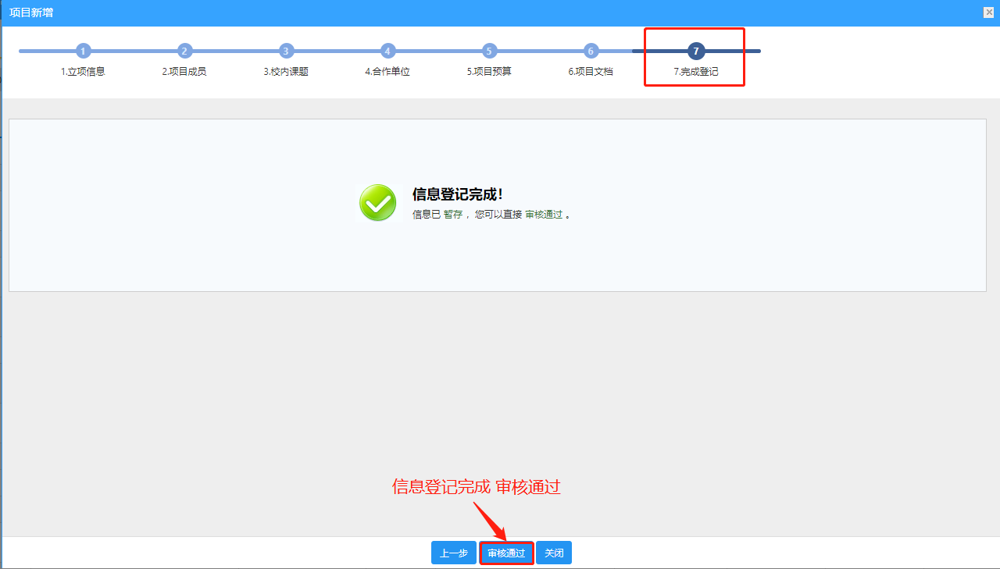 项目新增
1 2 3 4 5 6 7
1.立项信息 2.项目成员 3.校内课题 4.合作单位 5.项目预算 6.项目文档 7.完成登记
信息登记完成！
信息已 暂存 ，您可以直接 审核通过 。
信息登记完成 审核通过
上一步 审核通过 关闭